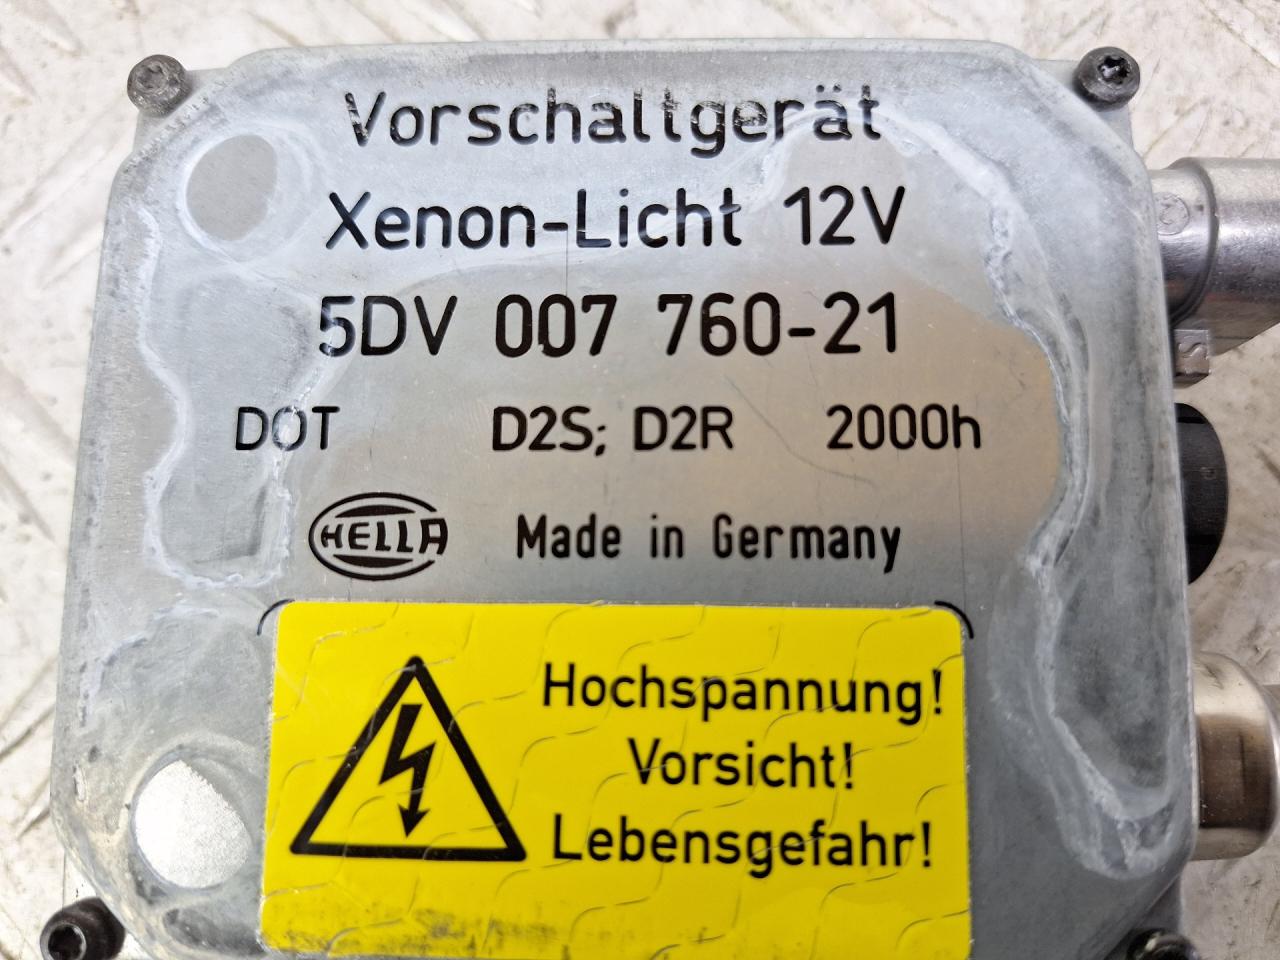 Vorschaltgerät
Xenon-Licht 12V
5DV 007 760-21
DOT D2S; D2R 2000h
HELLA Made in Germany
Hochspannung!
Vorsicht!
Lebensgefahr!